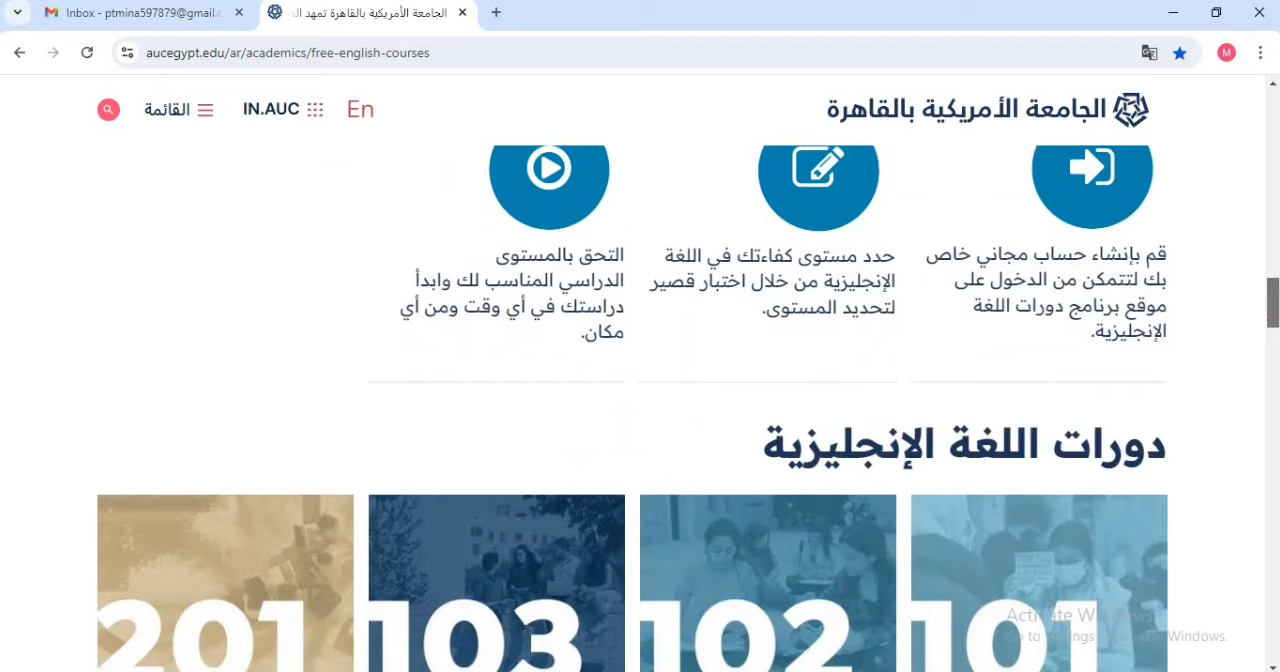 Inbox - ptmina597879@gmail.c
الجامعة الأمريكية بالقاهرة تمهد ال
aucegypt.edu/ar/academics/free-english-courses
M
الجامعة الأمريكية بالقاهرة
En
IN.AUC
القائمة
قم بإنشاء حساب مجاني خاص
بك لتتمكن من الدخول على
موقع برنامج دورات اللغة
الإنجليزية.
حدد مستوى كفاءتك في اللغة
الإنجليزية من خلال اختبار قصير
لتحديد المستوى.
التحق بالمستوى
الدراسي المناسب لك وابدأ
دراستك في أي وقت ومن أي
مكان.
دورات اللغة الإنجليزية
101
102
103
201
Activate Windows
Go to Settings to activate Windows.